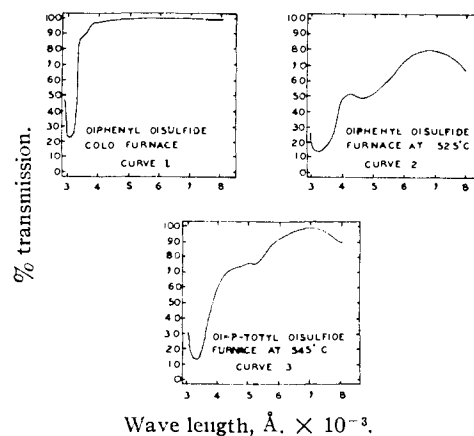 100
90
80
70
60
50
40
30
20
10
0
DIPHENYL DISULFIDE
COLD FURNACE
CURVE 1
3 4 5 6 7 8
100
90
80
70
60
50
40
30
20
10
0
DIPHENYL DISULFIDE
FURNACE AT 525°C
CURVE 2
3 4 5 6 7 8
% transmission.
100
90
80
70
60
50
40
30
20
10
0
DI-P-TOTYL DISULFIDE
FURNACE AT 545°C
CURVE 3
3 4 5 6 7 8
Wave length, Å. × 10⁻³.